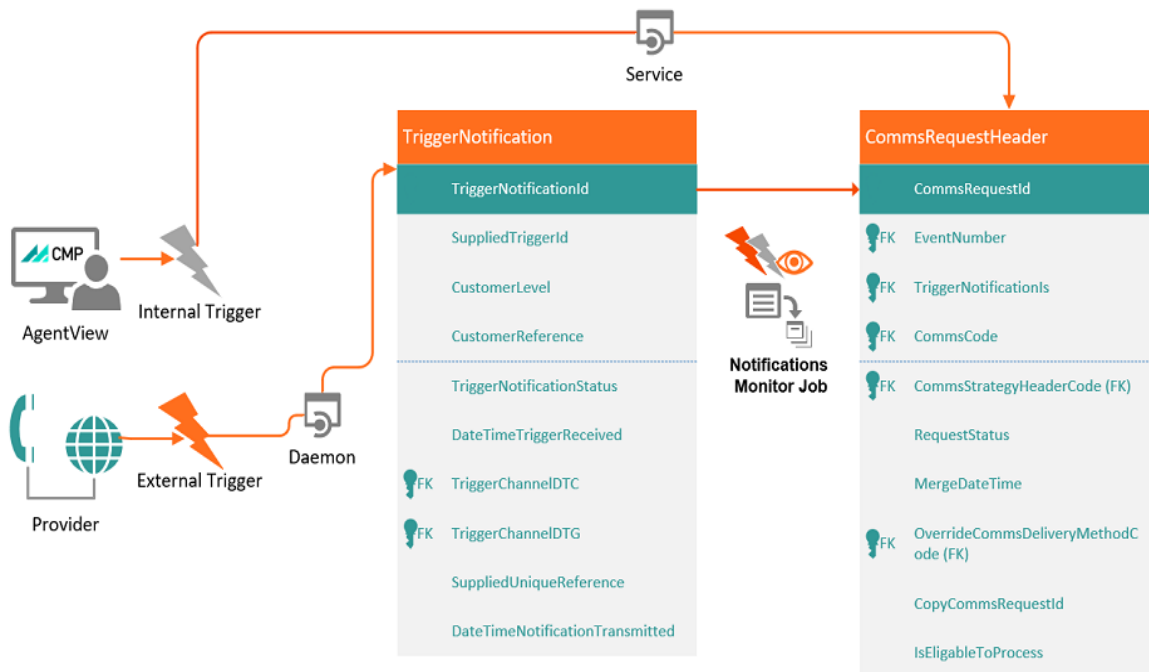 Service
TriggerNotification
CommsRequestHeader
TriggerNotificationId
CommsRequestId
SuppliedTriggerId
FK EventNumber
CMP
CustomerLevel
FK TriggerNotificationIs
Internal Trigger
AgentView
CustomerReference
FK CommsCode
Notifications
Monitor Job
TriggerNotificationStatus
FK CommsStrategyHeaderCode (FK)
DateTimeTriggerReceived
RequestStatus
Daemon
External Trigger
Provider
FK TriggerChannelDTC
MergeDateTime
FK TriggerChannelDTG
FK OverrideCommsDeliveryMethodC
ode (FK)
SuppliedUniqueReference
CopyCommsRequestId
DateTimeNotificationTransmitted
IsEligableToProcess